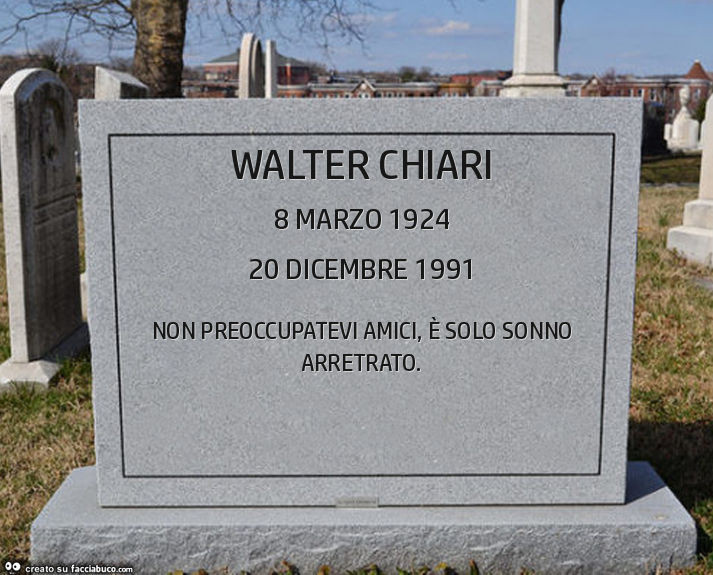 WALTER CHIARI
8 MARZO 1924
20 DICEMBRE 1991
NON PREOCCUPATEVI AMICI, È SOLO SONNO
ARRETRATO.
creato su facciabuco.com